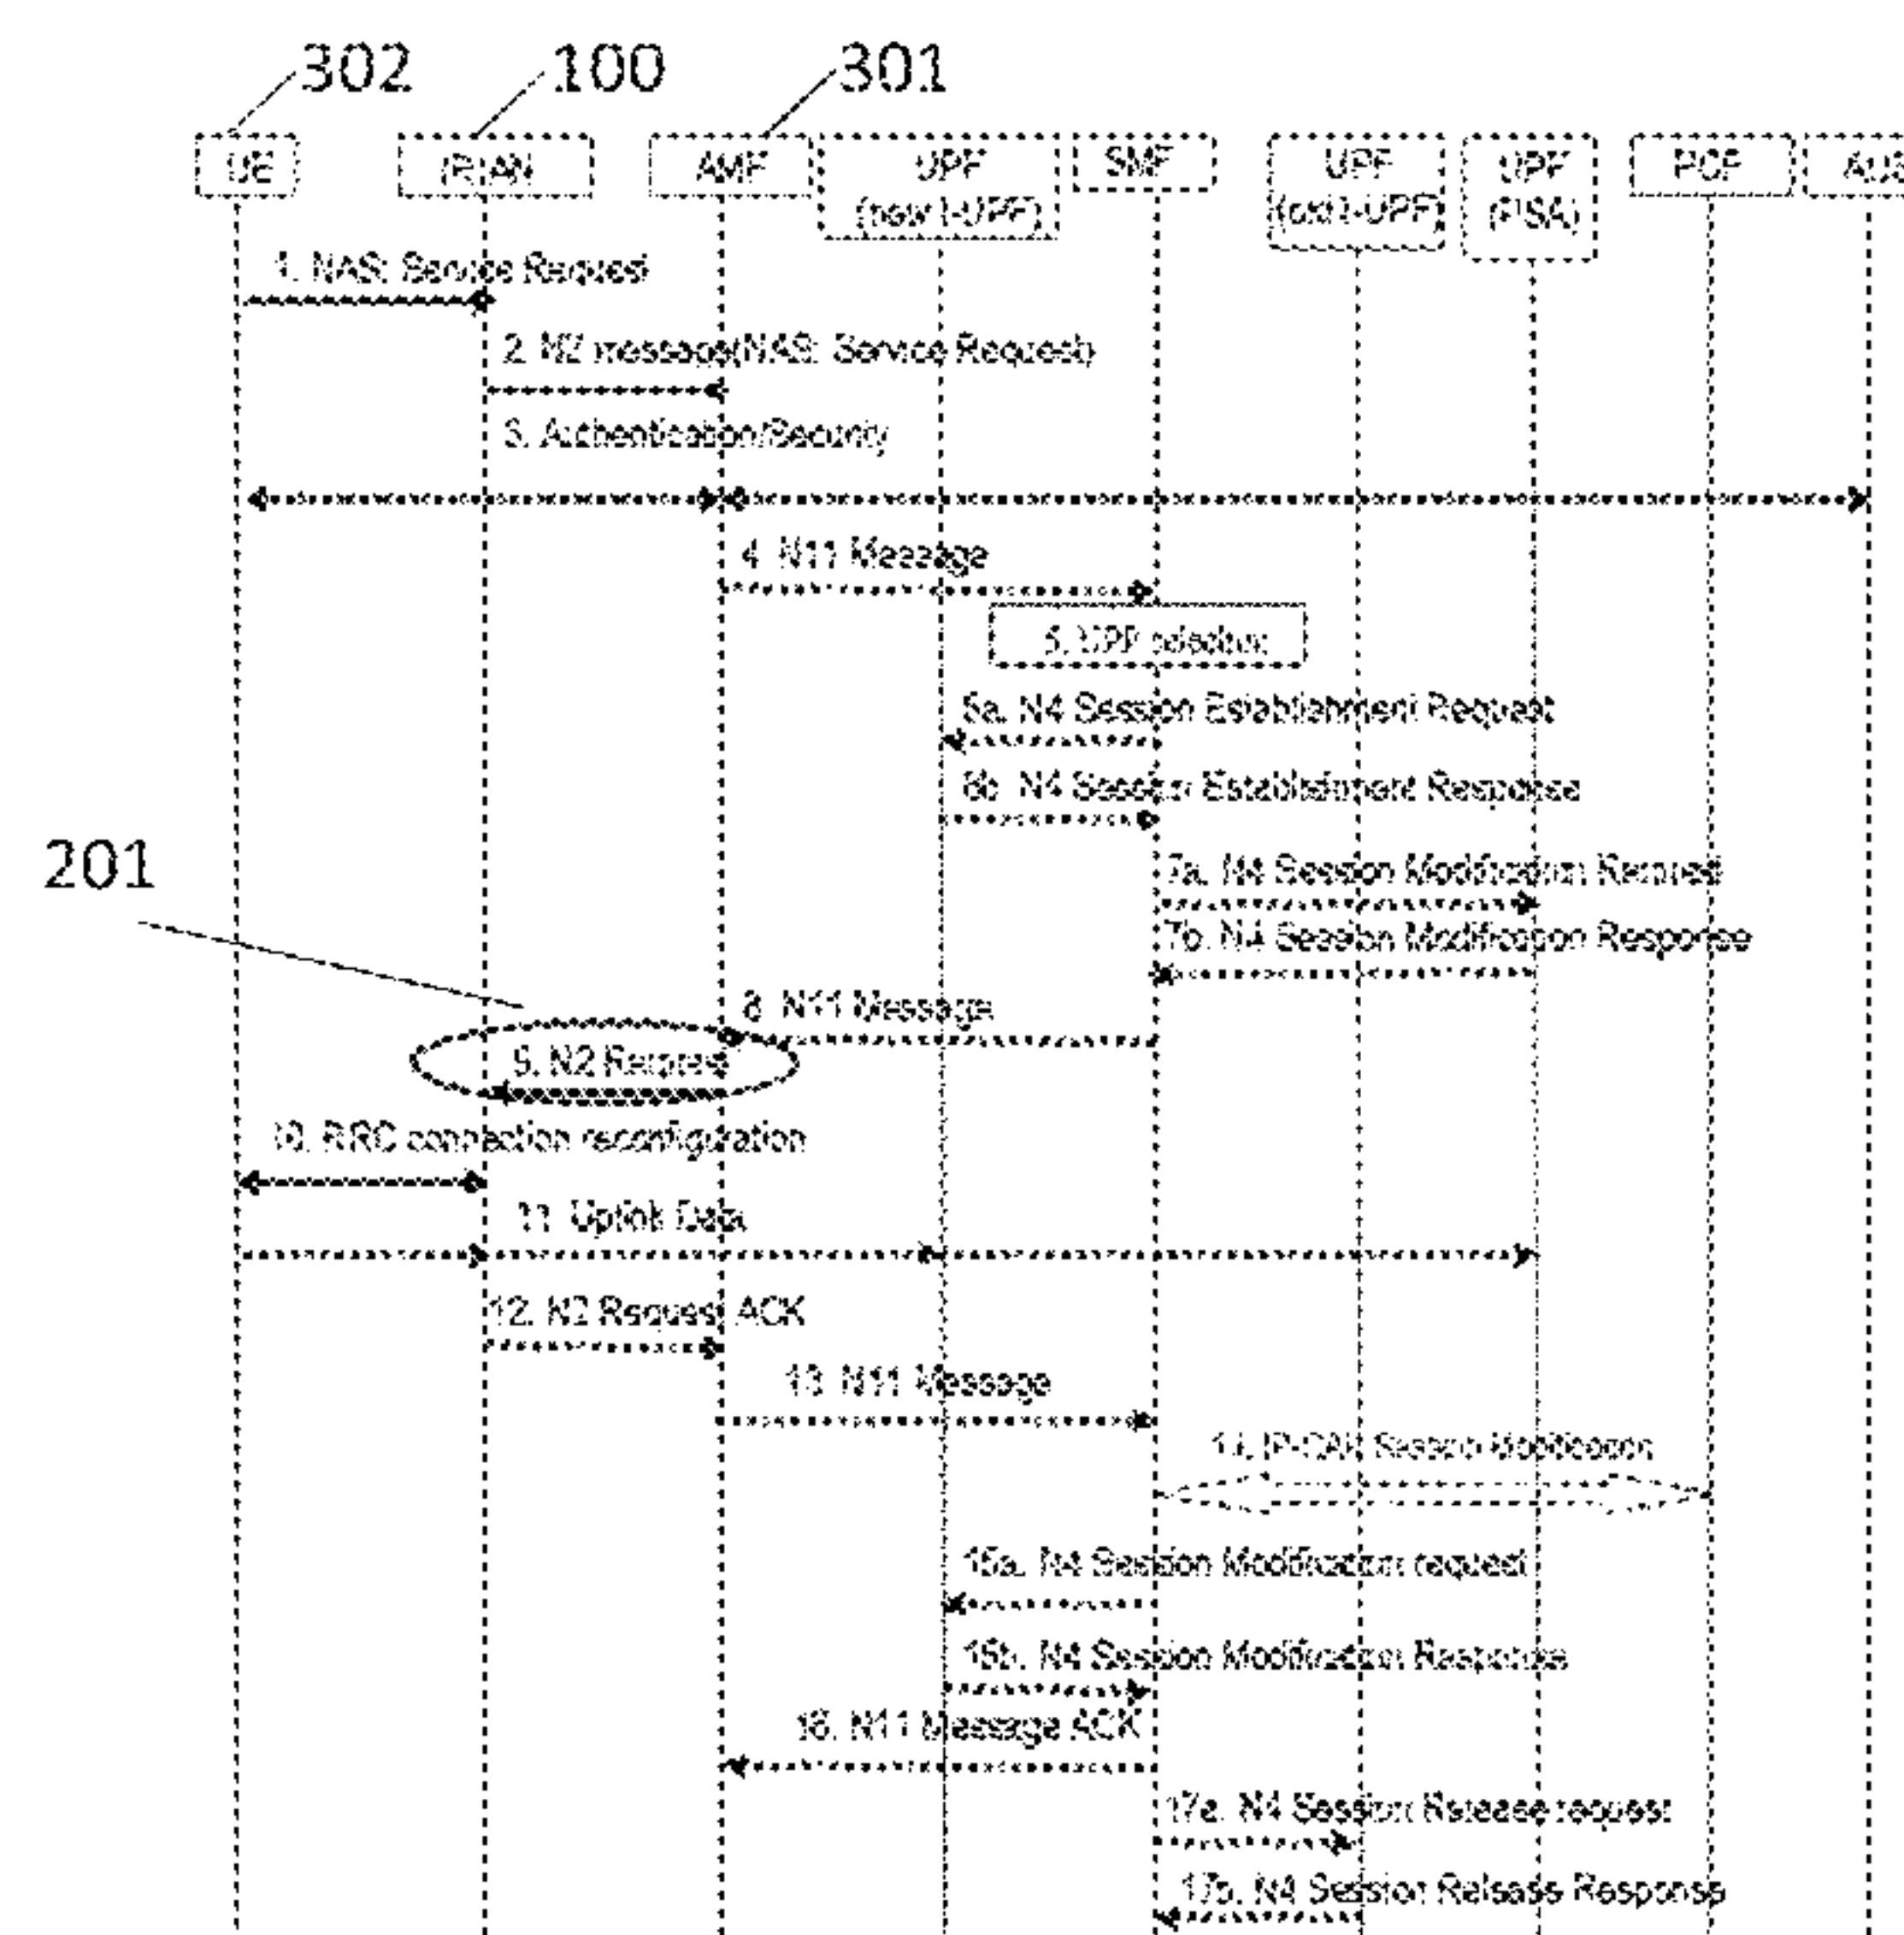 302 100 301
UE (R)AN AMF UPF SMF UPF UPF PCF
(new I-UPF) (old I-UPF) (PSA)
1. NAS: Service Request
2. N2 message(NAS: Service Request)
3. Authentication/Security
4. N11 Message
5. UPF selection
6a. N4 Session Establishment Request
6b. N4 Session Establishment Response
201
7a. N4 Session Modification Request
7b. N4 Session Modification Response
8. N11 Message
9. N2 Request
10. RRC connection reconfiguration
11. Uplink Data
12. N2 Request ACK
13. N11 Message
14. IP-CAN Session Modification
15a. N4 Session Modification request
15b. N4 Session Modification Response
16. N11 Message ACK
17a. N4 Session Release request
17b. N4 Session Release Response